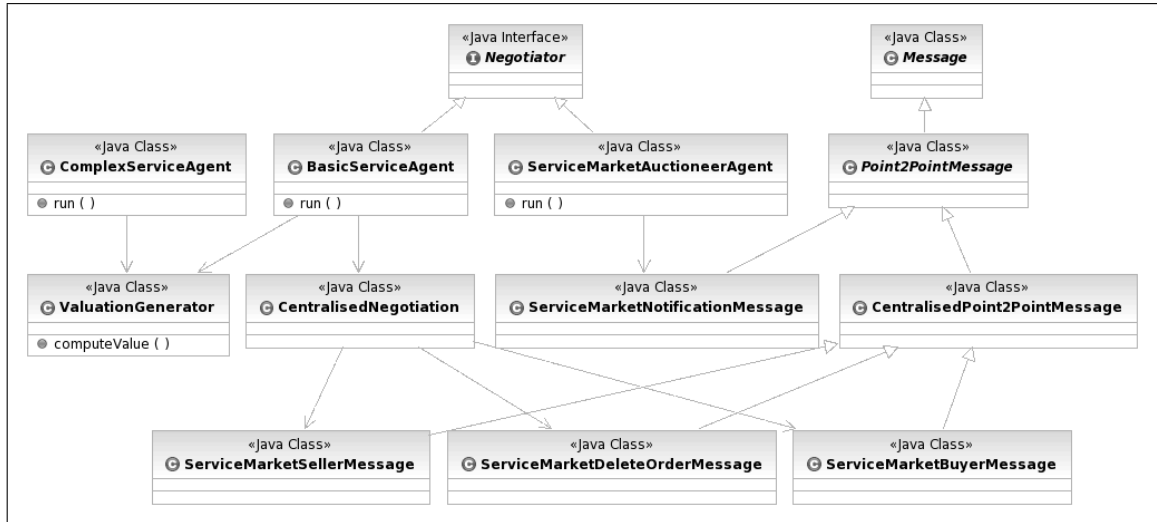 «Java Interface»
I Negotiator
«Java Class»
C Message
«Java Class»
C ComplexServiceAgent
run ( )
«Java Class»
C BasicServiceAgent
run ( )
«Java Class»
C ServiceMarketAuctioneerAgent
run ( )
«Java Class»
C Point2PointMessage
«Java Class»
C ValuationGenerator
computeValue ( )
«Java Class»
C CentralisedNegotiation
«Java Class»
C ServiceMarketNotificationMessage
«Java Class»
C CentralisedPoint2PointMessage
«Java Class»
C ServiceMarketSellerMessage
«Java Class»
C ServiceMarketDeleteOrderMessage
«Java Class»
C ServiceMarketBuyerMessage